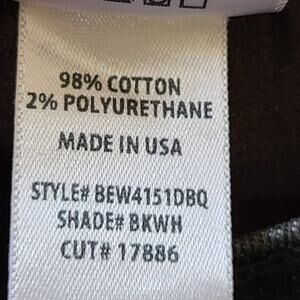 98% COTTON
2% POLYURETHANE
MADE IN USA
STYLE# BEW4151DBQ
SHADE# BKWH
CUT# 17886